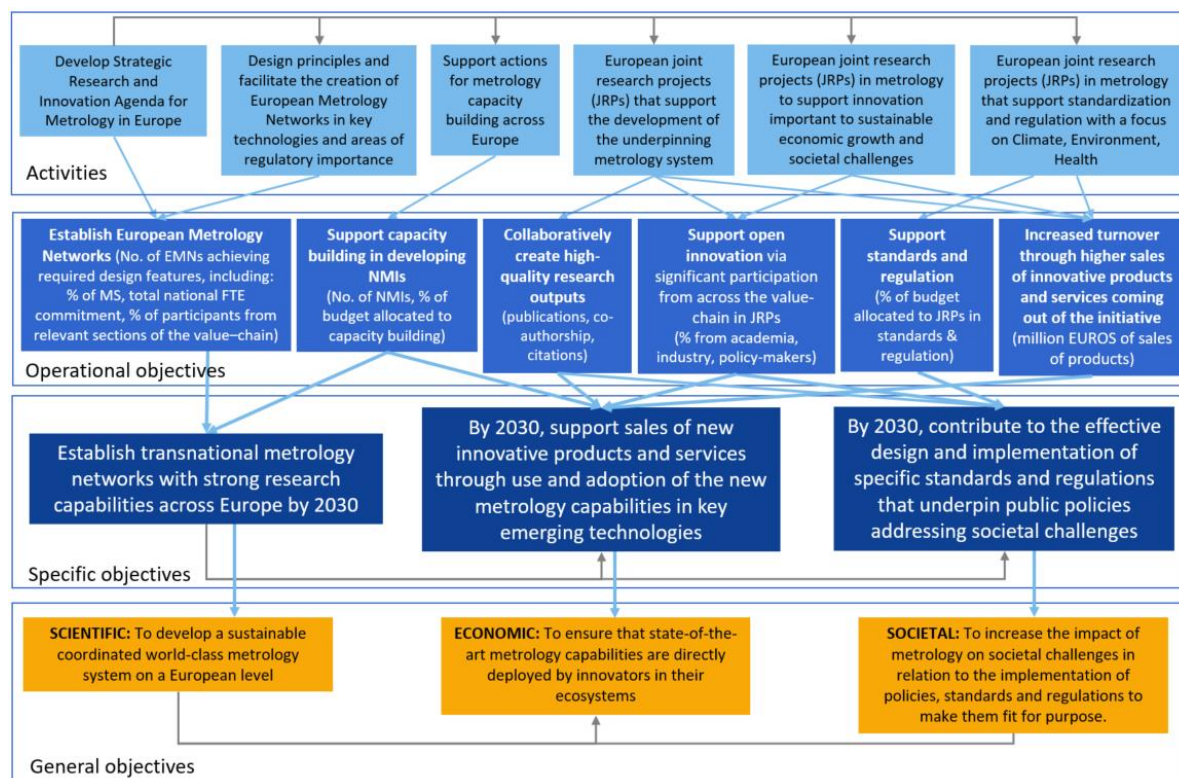 Develop Strategic
Research and
Innovation Agenda for
Metrology in Europe
Design principles and
facilitate the creation of
European Metrology
Networks in key
technologies and areas of
regulatory importance
Support actions
for metrology
capacity
building across
Europe
European joint
research projects
(JRPs) that support
the development of
the underpinning
metrology system
European joint research
projects (JRPs) in metrology
to support innovation
important to sustainable
economic growth and
societal challenges
European joint research
projects (JRPs) in metrology
that support standardization
and regulation with a focus
on Climate, Environment,
Health
Activities
Establish European Metrology
Networks (No. of EMNs achieving
required design features, including:
% of MS, total national FTE
commitment, % of participants from
relevant sections of the value–chain)
Support capacity
building in developing
NMIs
(No. of NMIs, % of
budget allocated to
capacity building)
Collaboratively
create high-
quality research
outputs
(publications, co-
authorship,
citations)
Support open
innovation via
significant participation
from across the value-
chain in JRPs
(% from academia,
industry, policy-makers)
Support
standards and
regulation
(% of budget
allocated to JRPs in
standards &
regulation)
Increased turnover
through higher sales
of innovative products
and services coming
out of the initiative
(million EUROS of sales
of products)
Operational objectives
Establish transnational metrology
networks with strong research
capabilities across Europe by 2030
By 2030, support sales of new
innovative products and services
through use and adoption of the new
metrology capabilities in key
emerging technologies
By 2030, contribute to the effective
design and implementation of
specific standards and regulations
that underpin public policies
addressing societal challenges
Specific objectives
SCIENTIFIC: To develop a sustainable
coordinated world-class metrology
system on a European level
ECONOMIC: To ensure that state-of-the-
art metrology capabilities are directly
deployed by innovators in their
ecosystems
SOCIETAL: To increase the impact of
metrology on societal challenges in
relation to the implementation of
policies, standards and regulations to
make them fit for purpose.
General objectives